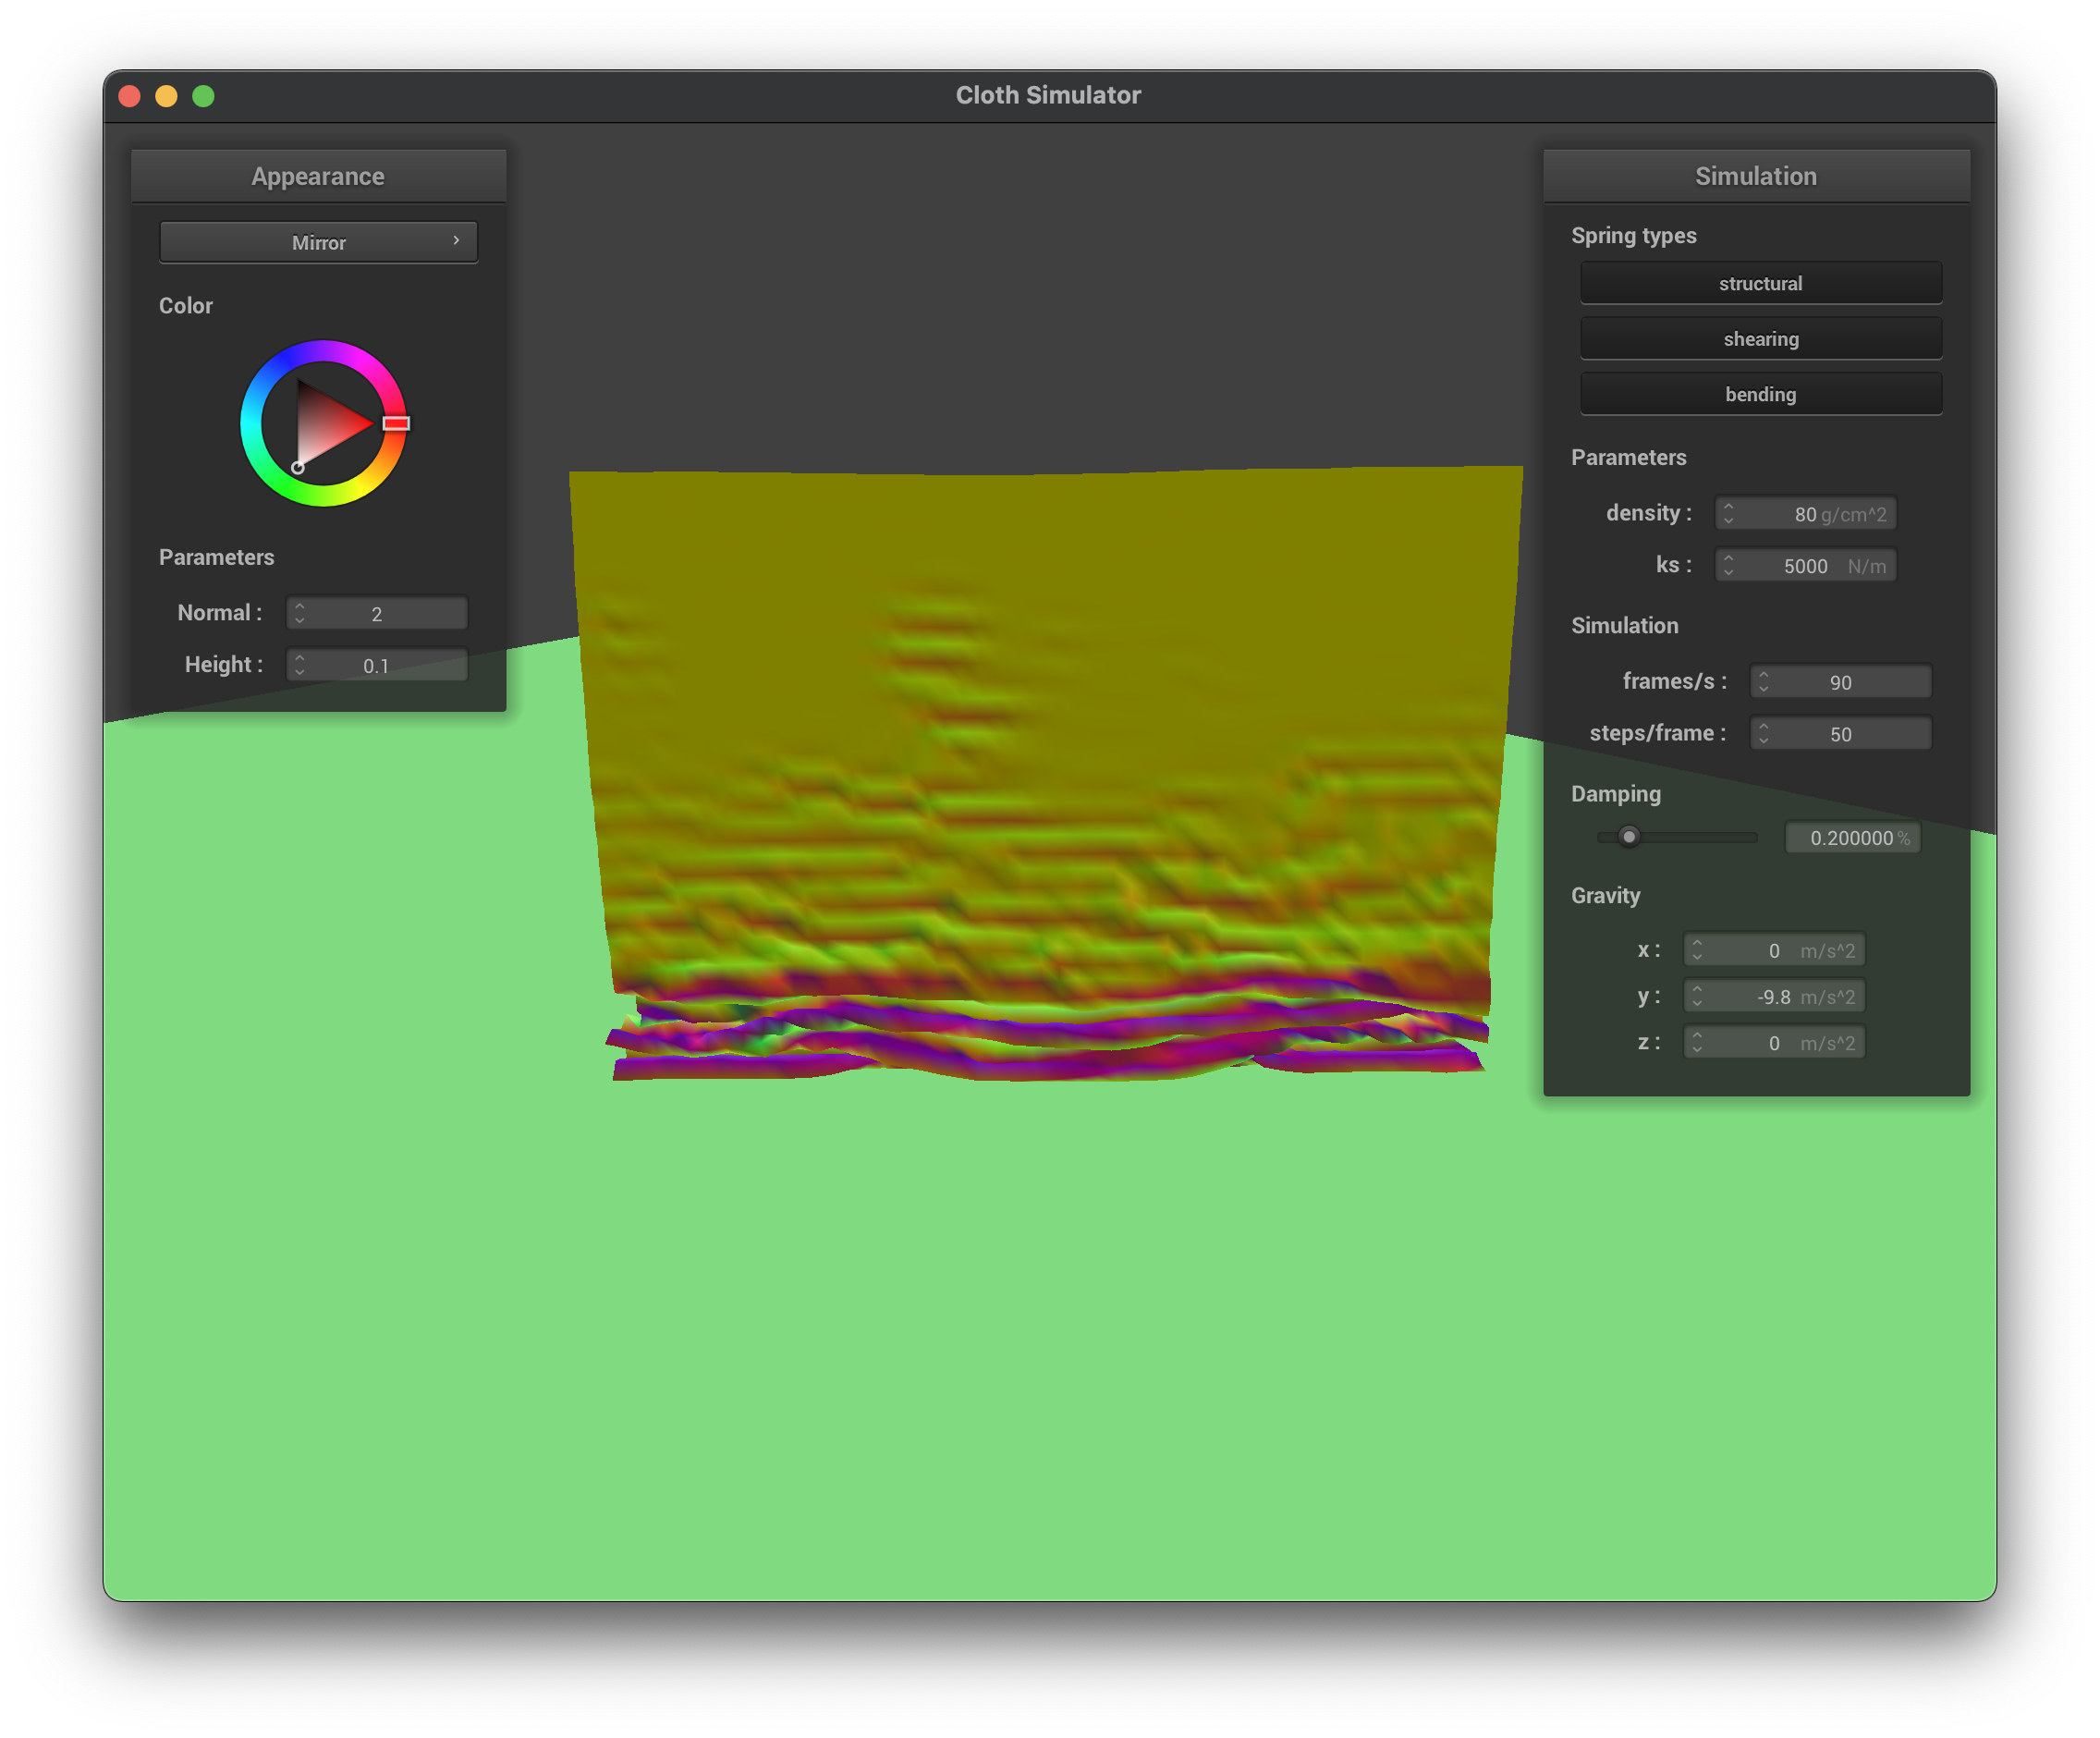 Cloth Simulator
Appearance
Mirror
Color
Parameters
Normal : 2
Height : 0.1
Simulation
Spring types
structural
shearing
bending
Parameters
density : 80 g/cm^2
ks : 5000 N/m
Simulation
frames/s : 90
steps/frame : 50
Damping
0.200000 %
Gravity
x : 0 m/s^2
y : -9.8 m/s^2
z : 0 m/s^2